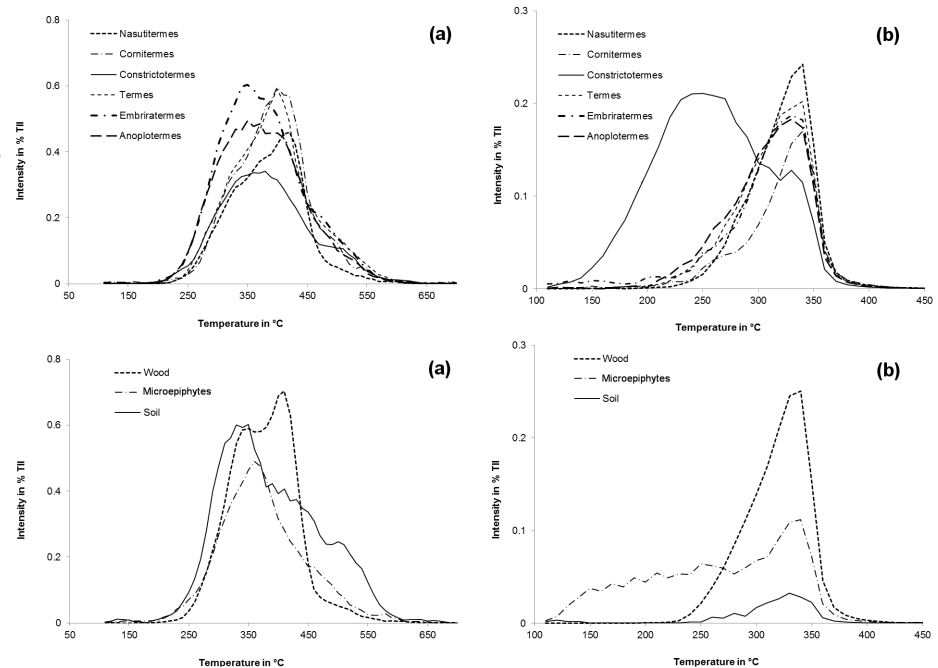 0.8
0.6
0.4
0.2
0
Intensity in % TII
Nasutitermes
Cornitermes
Constrictotermes
Termes
Embriratermes
Anoplotermes
(a)
50 150 250 350 450 550 650
Temperature in °C
0.3
0.2
0.1
0
Intensity in % TII
Nasutitermes
Cornitermes
Constrictotermes
Termes
Embriratermes
Anoplotermes
(b)
100 150 200 250 300 350 400 450
Temperature in °C
0.8
0.6
0.4
0.2
0
Intensity in % TII
Wood
Microepiphytes
Soil
(a)
50 150 250 350 450 550 650
Temperature in °C
0.3
0.2
0.1
0
Intensity in % TII
Wood
Microepiphytes
Soil
(b)
100 150 200 250 300 350 400 450
Temperature in °C